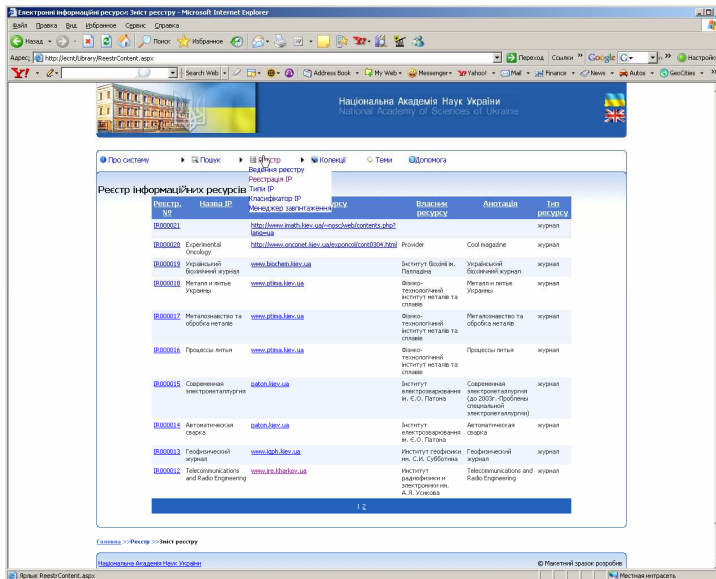 Електронні інформаційні ресурси: Зміст реєстру - Microsoft Internet Explorer
Файл Правка Вид Избранное Сервис Справка
Назад Поиск Избранное
Адрес: http://ecnt/Library/ReestrContent.aspx Переход Ссылки Google Настройк
Y! Search Web Address Book My Web Messenger Yahoo! Mail Finance News Autos GeoCities
Національна Академія Наук України
National Academy of Sciences of Ukraine
Про систему Пошук Реєстр Колекції Теми Допомога
Ведення реєстру
Реєстрація ІР
Типи ІР
Класифікатор ІР
Менеджер завантаження
Реєстр інформаційних ресурсів
Реєстр. № Назва ІР Власник ресурсу Анотація Тип ресурсу
IR000021 http://www.imath.kiev.ua/~nosc/web/contents.php?lang=ua журнал
IR000020 Experimental Oncology http://www.onconet.kiev.ua/exponcol/cont0304.html Provider Cool magazine журнал
IR000019 Український біохімічний журнал www.biochem.kiev.ua Інститут біохімії ім. Палладіна Український біохімічний журнал журнал
IR000018 Металл и литье Украины www.ptima.kiev.ua Фізико-технологічний інститут металів та сплавів Металл и литье Украины журнал
IR000017 Металознавство та обробка металів www.ptima.kiev.ua Фізико-технологічний інститут металів та сплавів Металознавство та обробка металів журнал
IR000016 Процессы литья www.ptima.kiev.ua Фізико-технологічний інститут металів та сплавів Процессы литья журнал
IR000015 Современная электрометаллургия paton.kiev.ua Інститут електрозварювання ім. Є.О. Патона Современная электрометаллургия (до 2003г.-Проблемы специальной электрометаллургии) журнал
IR000014 Автоматическая сварка paton.kiev.ua Інститут електрозварювання ім. Є.О. Патона Автоматическая сварка журнал
IR000013 Геофизический журнал www.igph.kiev.ua Институт геофизики им. С.И. Субботина Геофизический журнал журнал
IR000012 Telecommunications and Radio Engineering www.ire.kharkov.ua Институт радиофизики и электроники им. А.Я. Усикова Telecommunications and Radio Engineering журнал
1 2
Головна >>Реєстр >>Зміст реєстру
Національна Академія Наук України © Макетний зразок розробив
Ярлык ReestrContent.aspx Местная интрасеть